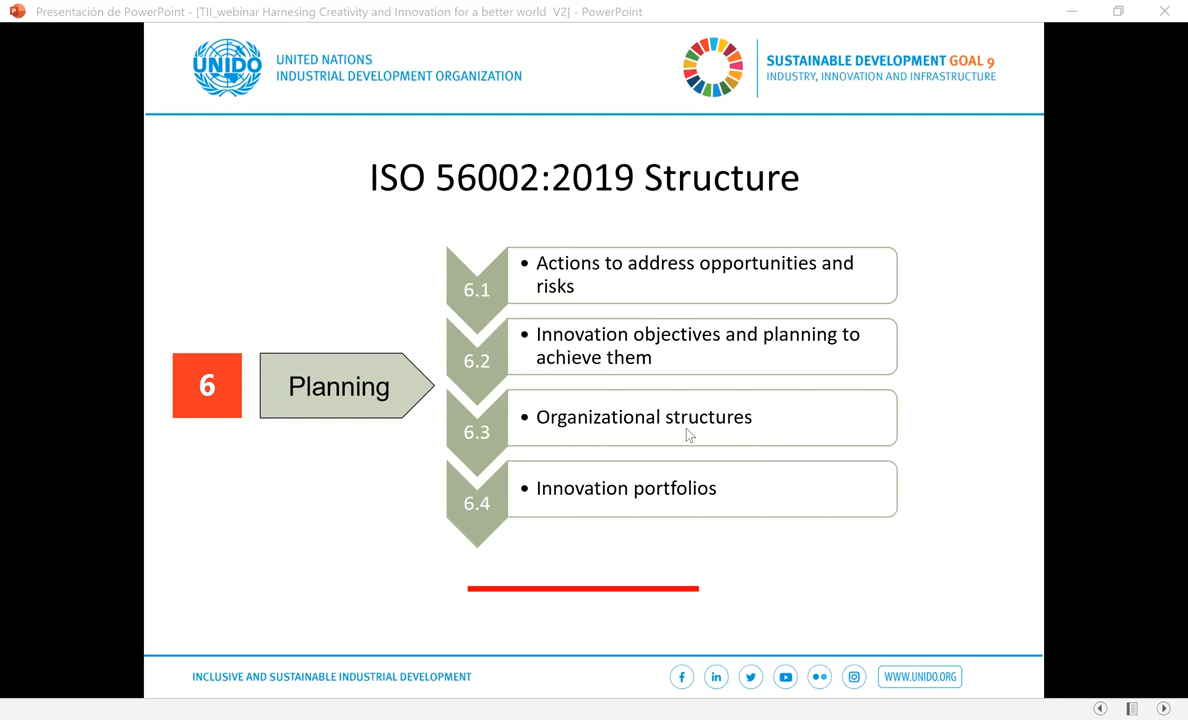 Presentación de PowerPoint - [TII_webinar Harnesing Creativity and Innovation for a better world  V2] - PowerPoint
UNIDO
UNITED NATIONS
INDUSTRIAL DEVELOPMENT ORGANIZATION
SUSTAINABLE DEVELOPMENT GOAL 9
INDUSTRY, INNOVATION AND INFRASTRUCTURE
ISO 56002:2019 Structure
6
Planning
6.1
• Actions to address opportunities and
risks
6.2
• Innovation objectives and planning to
achieve them
6.3
• Organizational structures
6.4
• Innovation portfolios
INCLUSIVE AND SUSTAINABLE INDUSTRIAL DEVELOPMENT
WWW.UNIDO.ORG